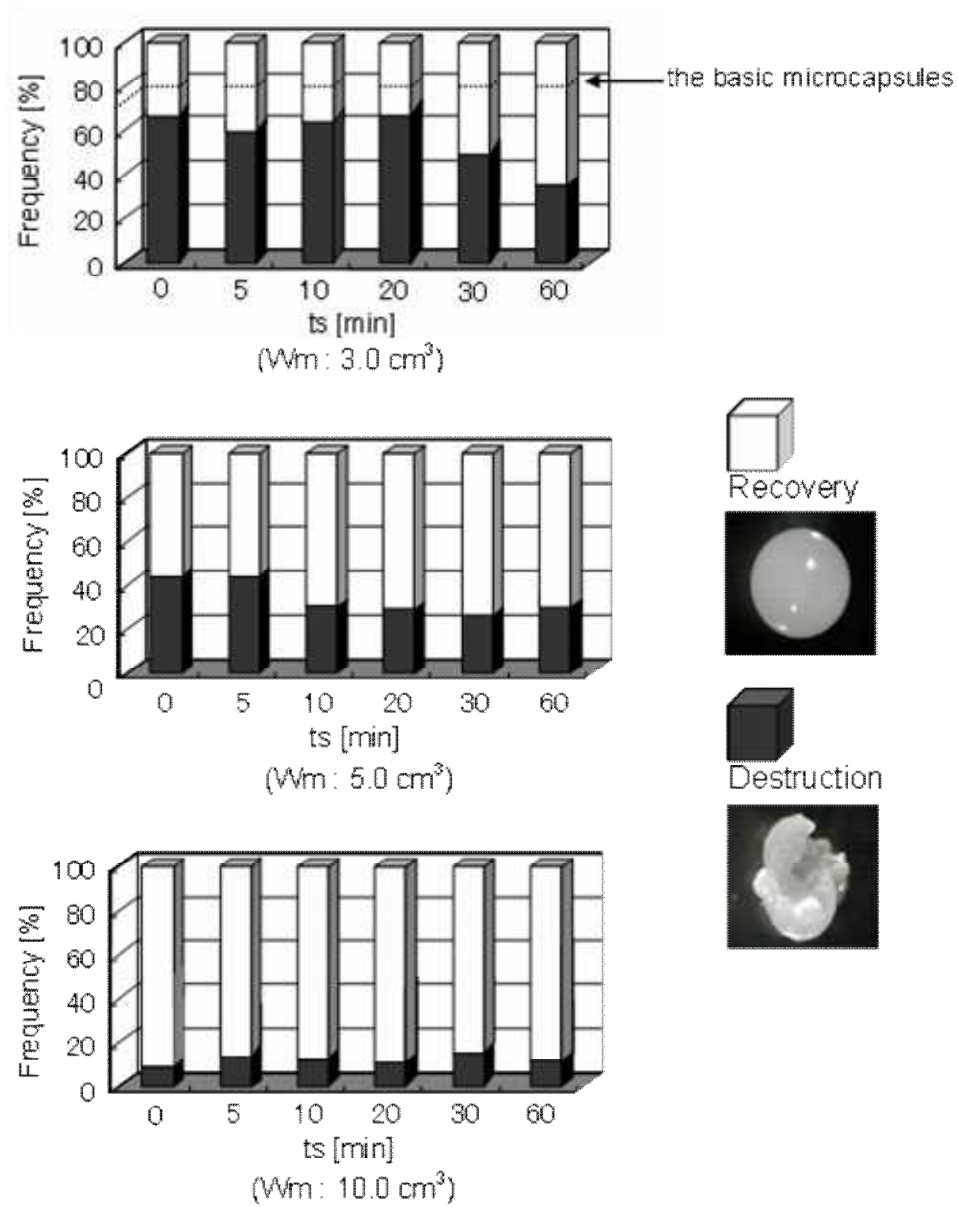 100
80
60
40
20
0
Frequency [%]
the basic microcapsules
0 5 10 20 30 60
ts [min]
(Wm : 3.0 cm³)
100
80
60
40
20
0
Frequency [%]
0 5 10 20 30 60
ts [min]
(Wm : 5.0 cm³)
Recovery
Destruction
100
80
60
40
20
0
Frequency [%]
0 5 10 20 30 60
ts [min]
(Wm : 10.0 cm³)